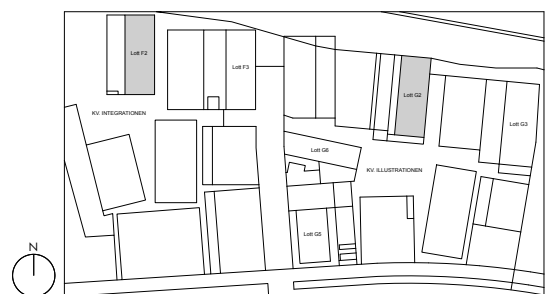 Lott F2
Lott F3
Lott G2
KV. INTEGRATIONEN
Lott G3
Lott G6
KV. ILLUSTRATIONEN
Lott G5
N